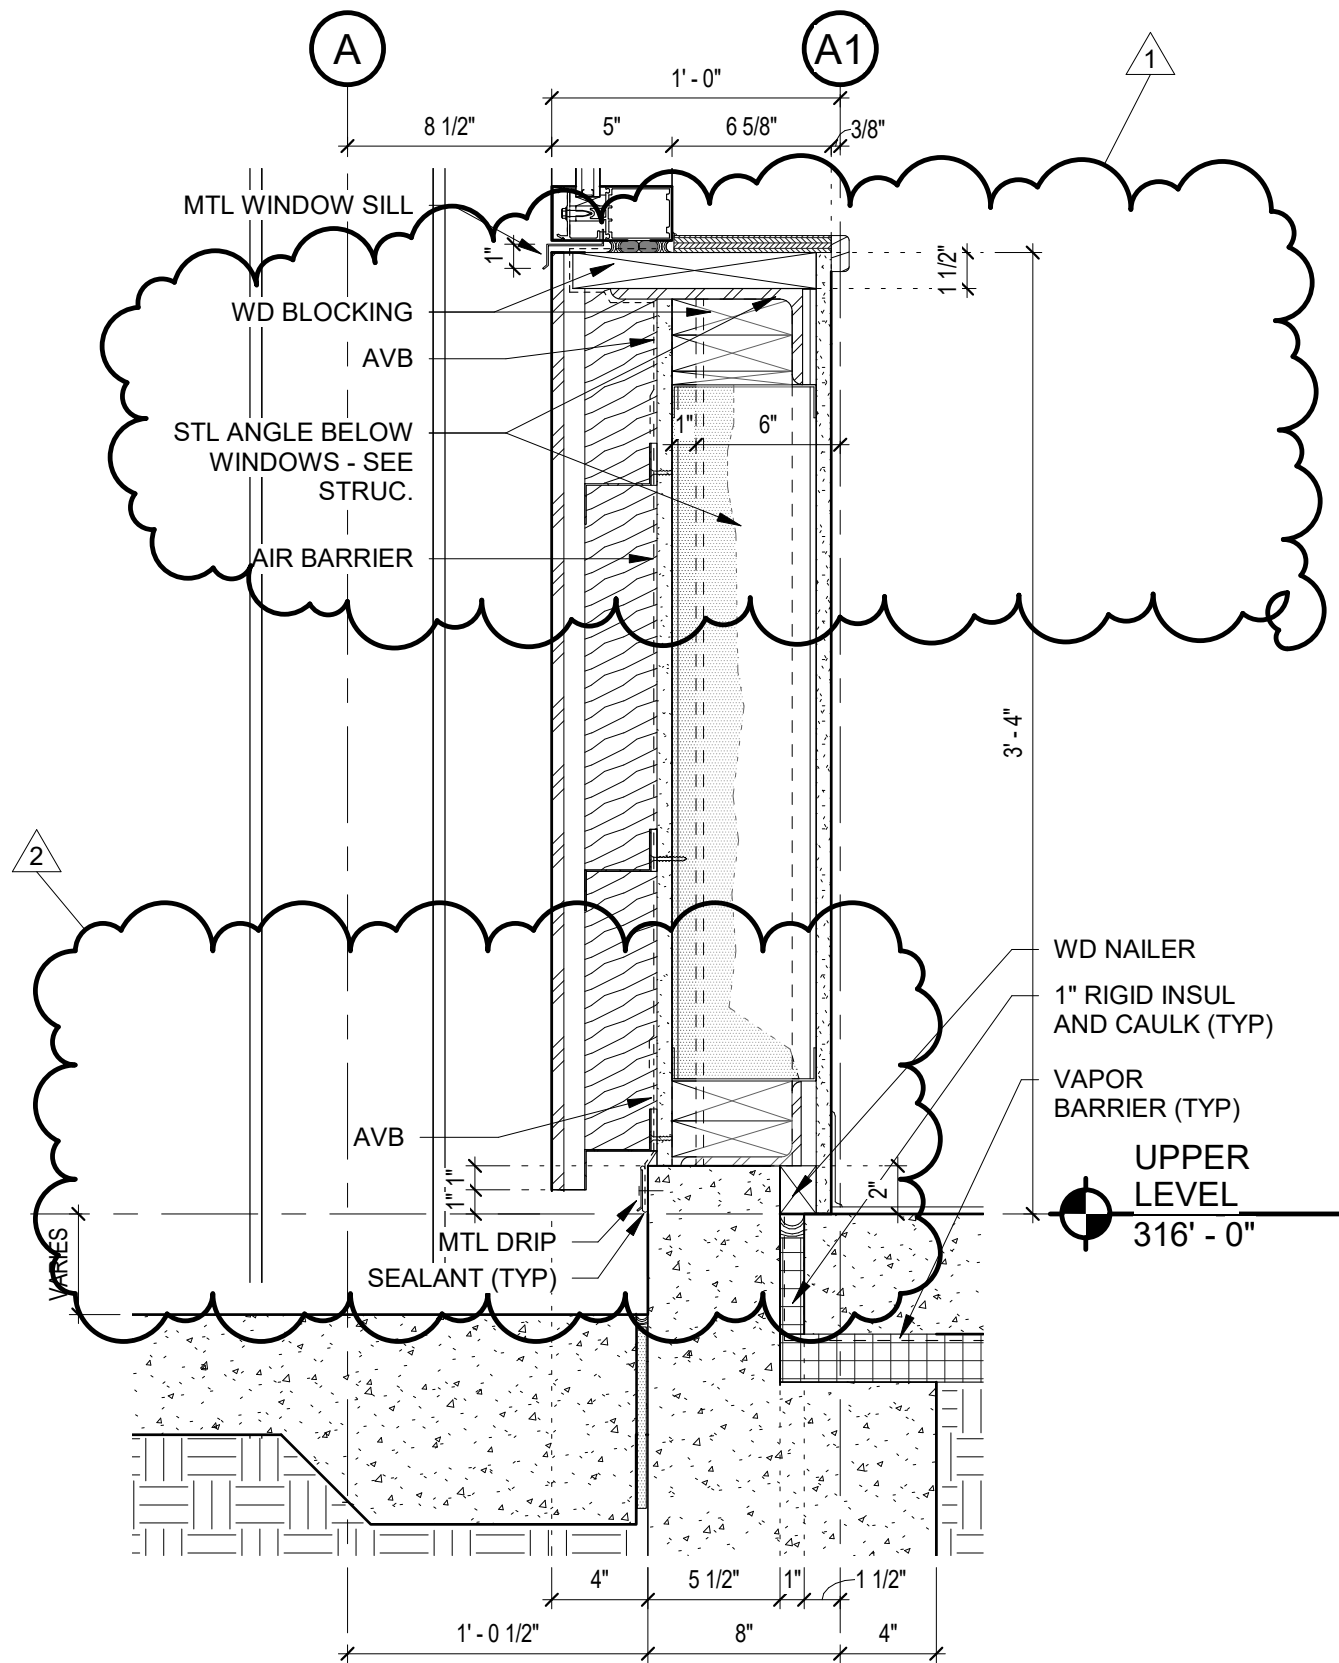 A
A1
1
1' - 0"
8 1/2"
5"
6 5/8"
3/8"
MTL WINDOW SILL
1"
1 1/2"
WD BLOCKING
AVB
STL ANGLE BELOW
WINDOWS - SEE
STRUC.
1"
6"
AIR BARRIER
3' - 4"
2
WD NAILER
1" RIGID INSUL
AND CAULK (TYP)
VAPOR
BARRIER (TYP)
AVB
UPPER
LEVEL
316' - 0"
1"
1"
2"
VARIES
MTL DRIP
SEALANT (TYP)
4"
5 1/2"
1"
1 1/2"
1' - 0 1/2"
8"
4"